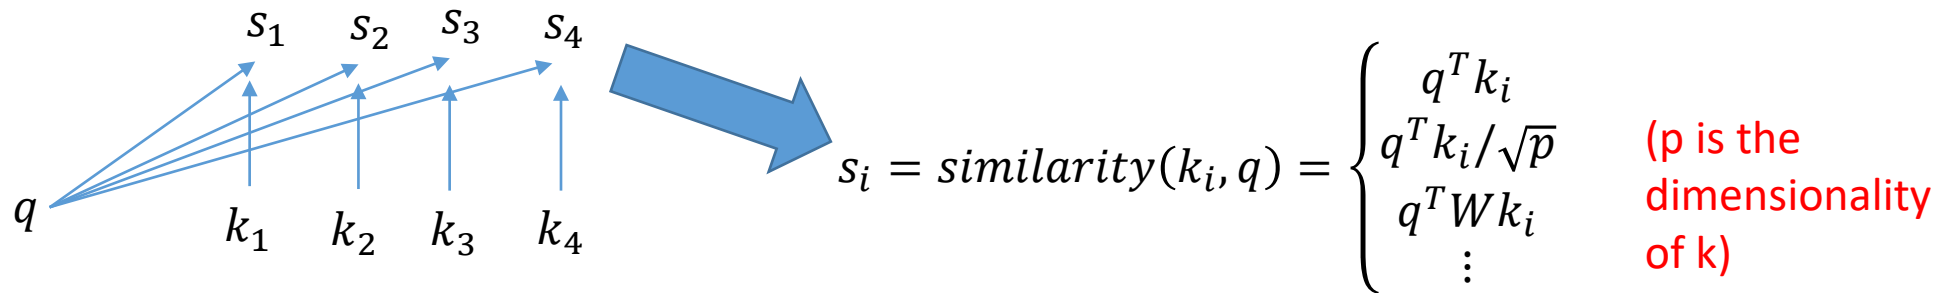 s₁ s₂ s₃ s₄
q
k₁ k₂ k₃ k₄
sᵢ = similarity(kᵢ, q) = {
qᵀkᵢ
qᵀkᵢ/√p
qᵀWkᵢ
⋮
(p is the
dimensionality
of k)